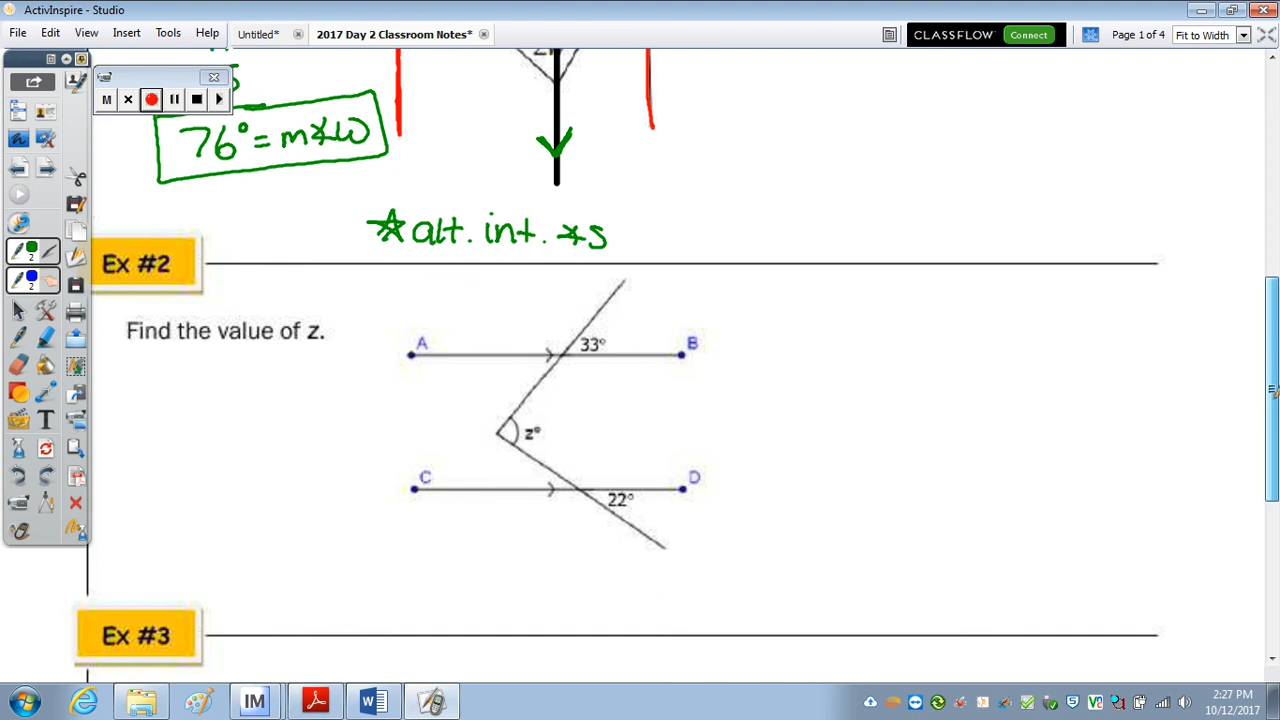 ActivInspire - Studio
File Edit View Insert Tools Help Untitled* 2017 Day 2 Classroom Notes* CLASSFLOW Connect Page 1 of 4 Fit to Width
M
76° = m∡W
☆ alt. int. ∡s
Ex #2
Find the value of z.
33°
A B
z°
C D
22°
Ex #3
2:27 PM
10/12/2017